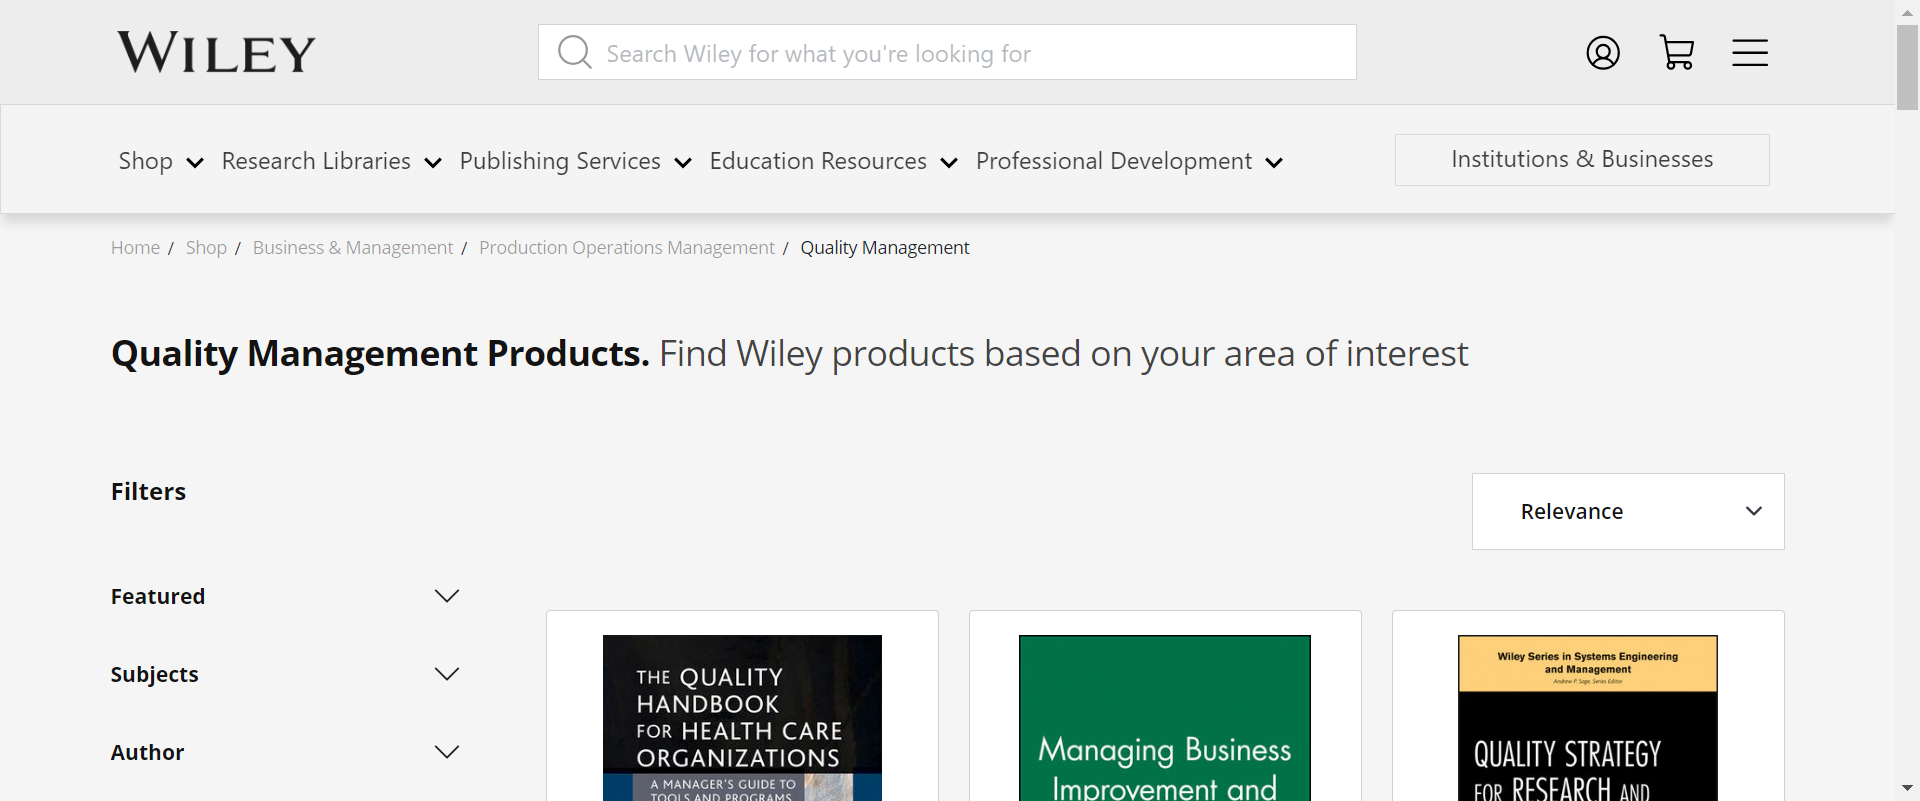 WILEY
Search Wiley for what you're looking for
Shop Research Libraries Publishing Services Education Resources Professional Development Institutions & Businesses
Home / Shop / Business & Management / Production Operations Management / Quality Management
Quality Management Products. Find Wiley products based on your area of interest
Filters
Relevance
Featured
Subjects
Author
THE QUALITY
HANDBOOK
FOR HEALTH CARE
ORGANIZATIONS
A MANAGER'S GUIDE TO
TOOLS AND PROGRAMS
Managing Business
Improvement and
Wiley Series in Systems Engineering
and Management
Andrew P. Sage, Series Editor
QUALITY STRATEGY
FOR RESEARCH AND